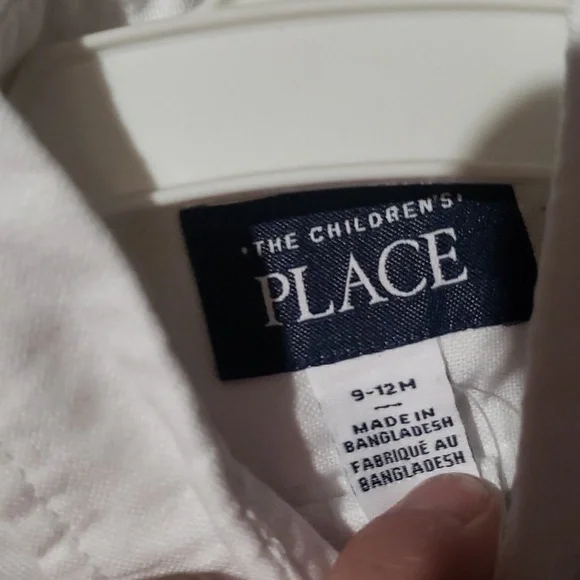 THE CHILDREN'S
PLACE
9-12M
MADE IN
BANGLADESH
FABRIQUÉ AU
BANGLADESH